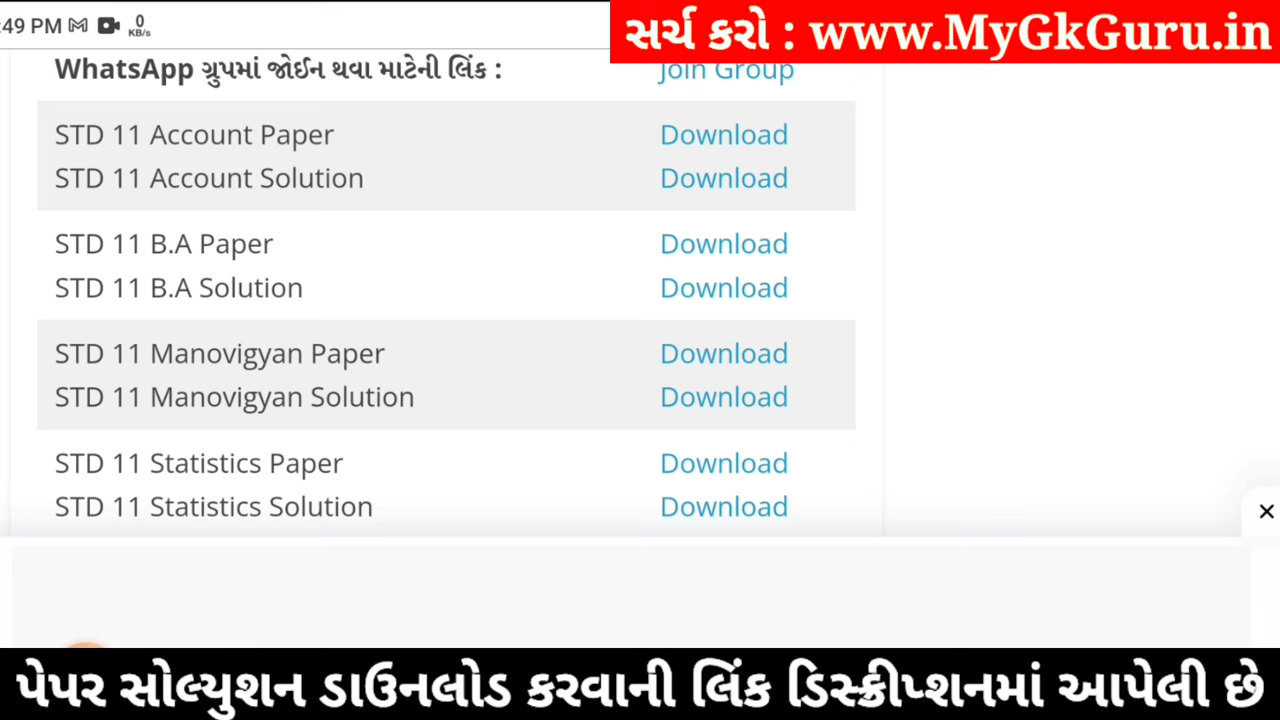 :49 PM 0 KB/s
સર્ચ કરો : www.MyGkGuru.in
WhatsApp ગ્રુપમાં જોઈન થવા માટેની લિંક : Join Group
STD 11 Account Paper Download
STD 11 Account Solution Download
STD 11 B.A Paper Download
STD 11 B.A Solution Download
STD 11 Manovigyan Paper Download
STD 11 Manovigyan Solution Download
STD 11 Statistics Paper Download
STD 11 Statistics Solution Download
પેપર સોલ્યુશન ડાઉનલોડ કરવાની લિંક ડિસ્ક્રીપ્શનમાં આપેલી છે